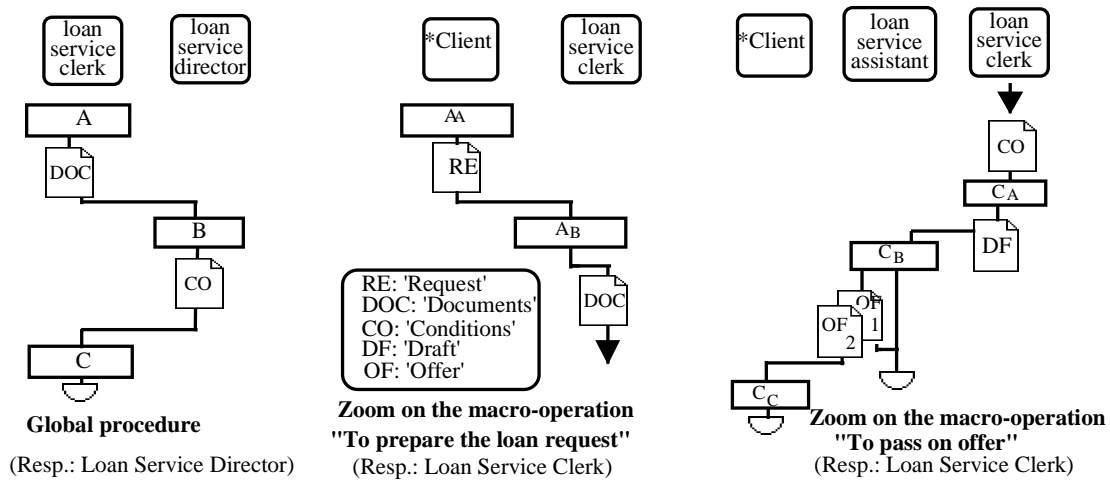 loan
service
clerk
loan
service
director
A
DOC
B
CO
C
Global procedure
(Resp.: Loan Service Director)
*Client
loan
service
clerk
AA
RE
AB
DOC
RE: 'Request'
DOC: 'Documents'
CO: 'Conditions'
DF: 'Draft'
OF: 'Offer'
Zoom on the macro-operation
"To prepare the loan request"
(Resp.: Loan Service Clerk)
*Client
loan
service
assistant
loan
service
clerk
CO
CA
DF
CB
OF
1
OF
2
CC
Zoom on the macro-operation
"To pass on offer"
(Resp.: Loan Service Clerk)